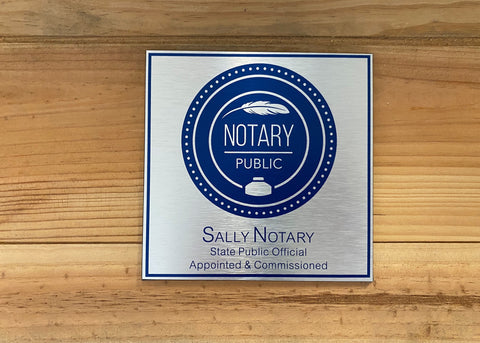 NOTARY
PUBLIC
SALLY NOTARY
State Public Official
Appointed & Commissioned